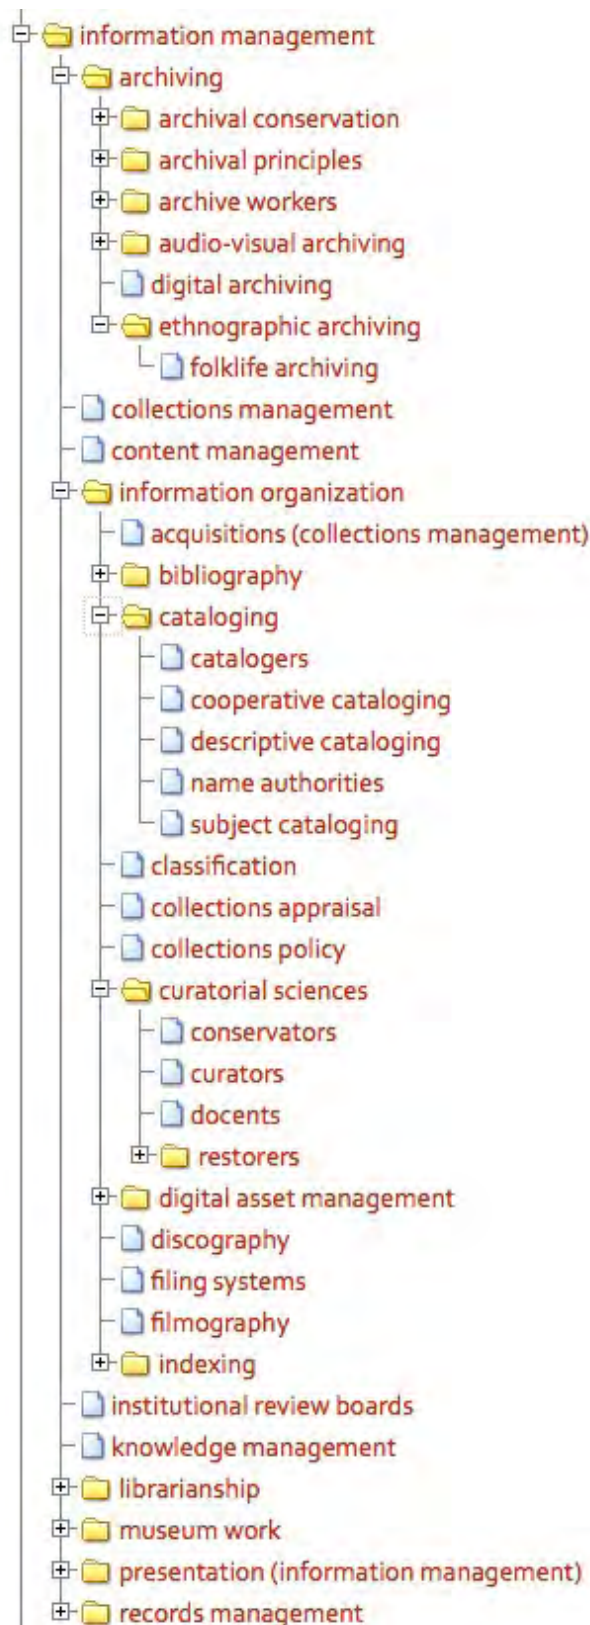 information management
archiving
archival conservation
archival principles
archive workers
audio-visual archiving
digital archiving
ethnographic archiving
folklife archiving
collections management
content management
information organization
acquisitions (collections management)
bibliography
cataloging
catalogers
cooperative cataloging
descriptive cataloging
name authorities
subject cataloging
classification
collections appraisal
collections policy
curatorial sciences
conservators
curators
docents
restorers
digital asset management
discography
filing systems
filmography
indexing
institutional review boards
knowledge management
librarianship
museum work
presentation (information management)
records management